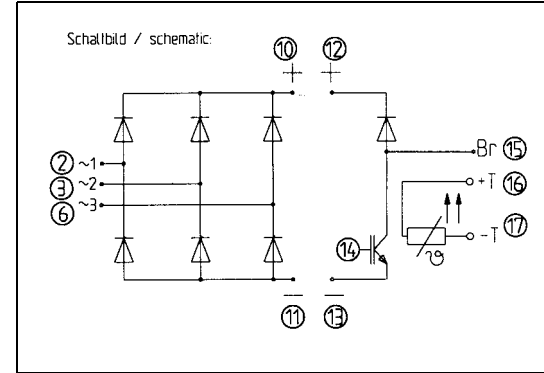 Schaltbild / schematic:
10 12
+ +
2 ~1
3 ~2
6 ~3
Br 15
+T 16
14
-T 17
ϑ
— —
11 13